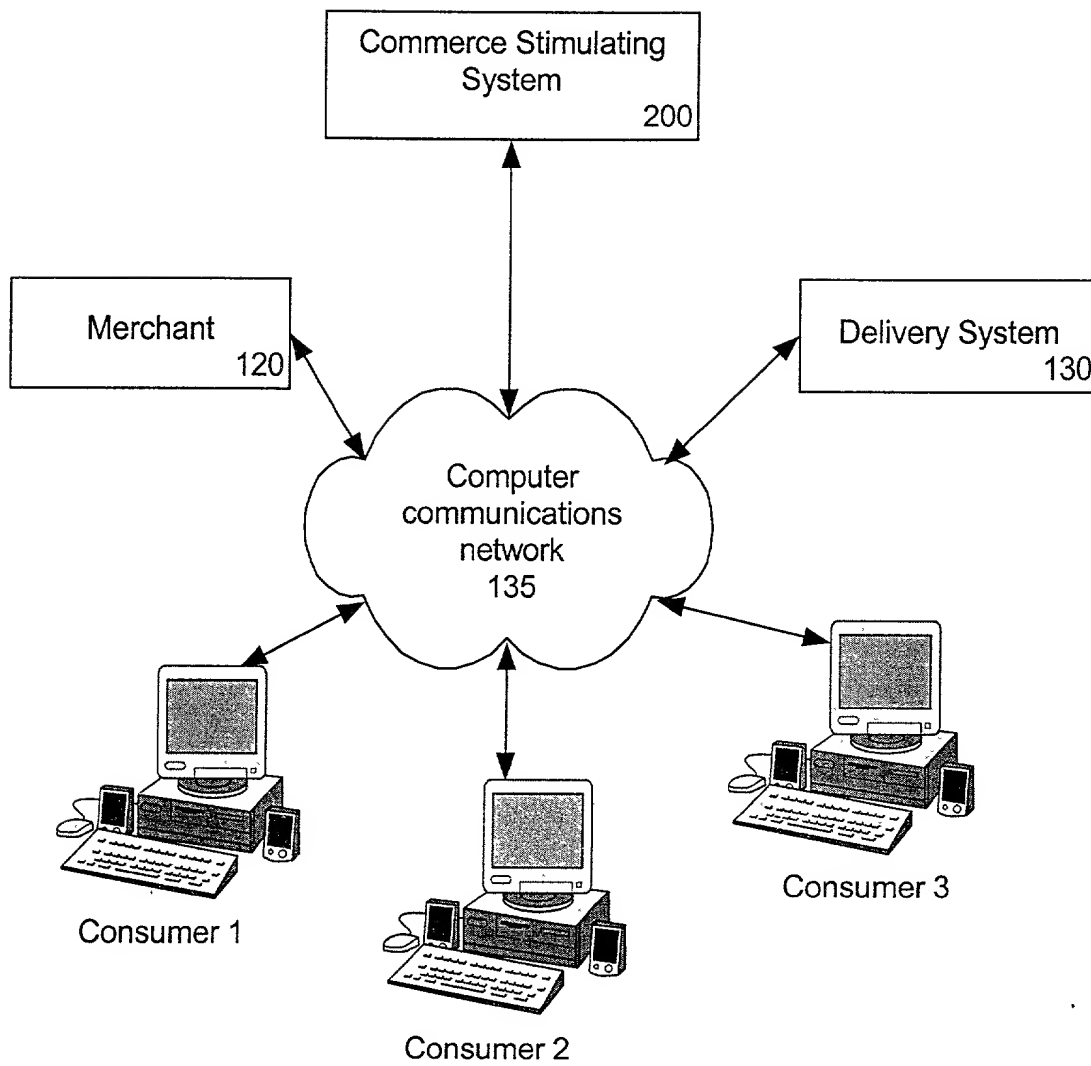 Commerce Stimulating
System
200
Merchant
120
Delivery System
130
Computer
communications
network
135
Consumer 1
Consumer 2
Consumer 3